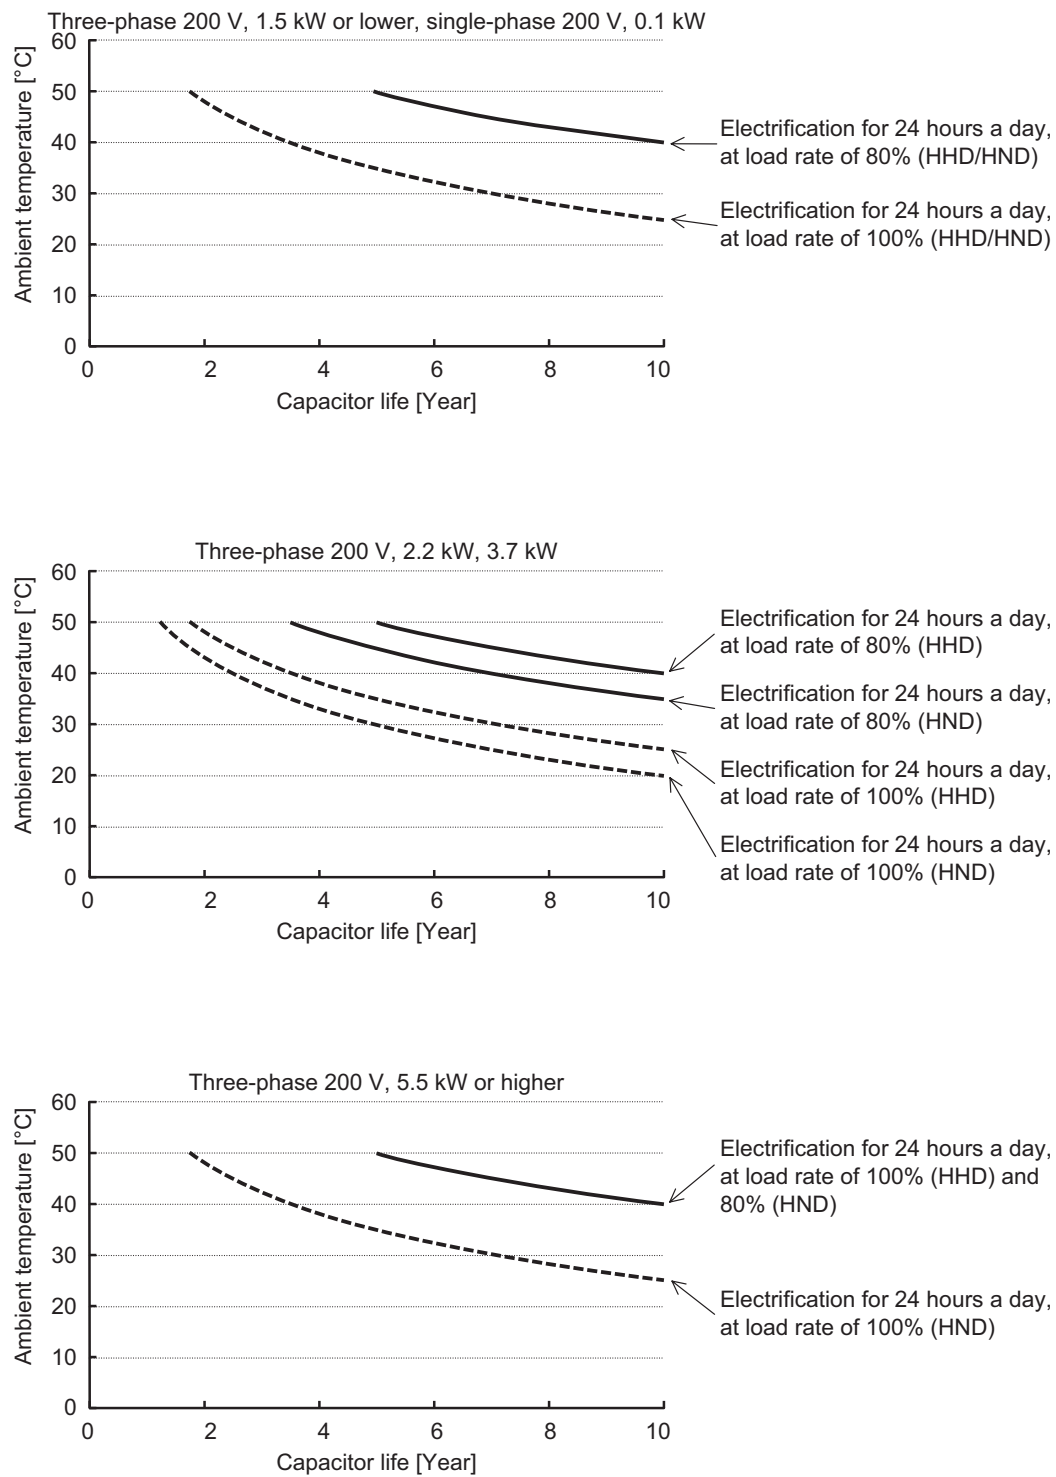 Three-phase 200 V, 1.5 kW or lower, single-phase 200 V, 0.1 kW
Ambient temperature [°C]
60
50
40
30
20
10
0
0 2 4 6 8 10
Capacitor life [Year]
Electrification for 24 hours a day,
at load rate of 80% (HHD/HND)
Electrification for 24 hours a day,
at load rate of 100% (HHD/HND)
Three-phase 200 V, 2.2 kW, 3.7 kW
Ambient temperature [°C]
60
50
40
30
20
10
0
0 2 4 6 8 10
Capacitor life [Year]
Electrification for 24 hours a day,
at load rate of 80% (HHD)
Electrification for 24 hours a day,
at load rate of 80% (HND)
Electrification for 24 hours a day,
at load rate of 100% (HHD)
Electrification for 24 hours a day,
at load rate of 100% (HND)
Three-phase 200 V, 5.5 kW or higher
Ambient temperature [°C]
60
50
40
30
20
10
0
0 2 4 6 8 10
Capacitor life [Year]
Electrification for 24 hours a day,
at load rate of 100% (HHD) and
80% (HND)
Electrification for 24 hours a day,
at load rate of 100% (HND)